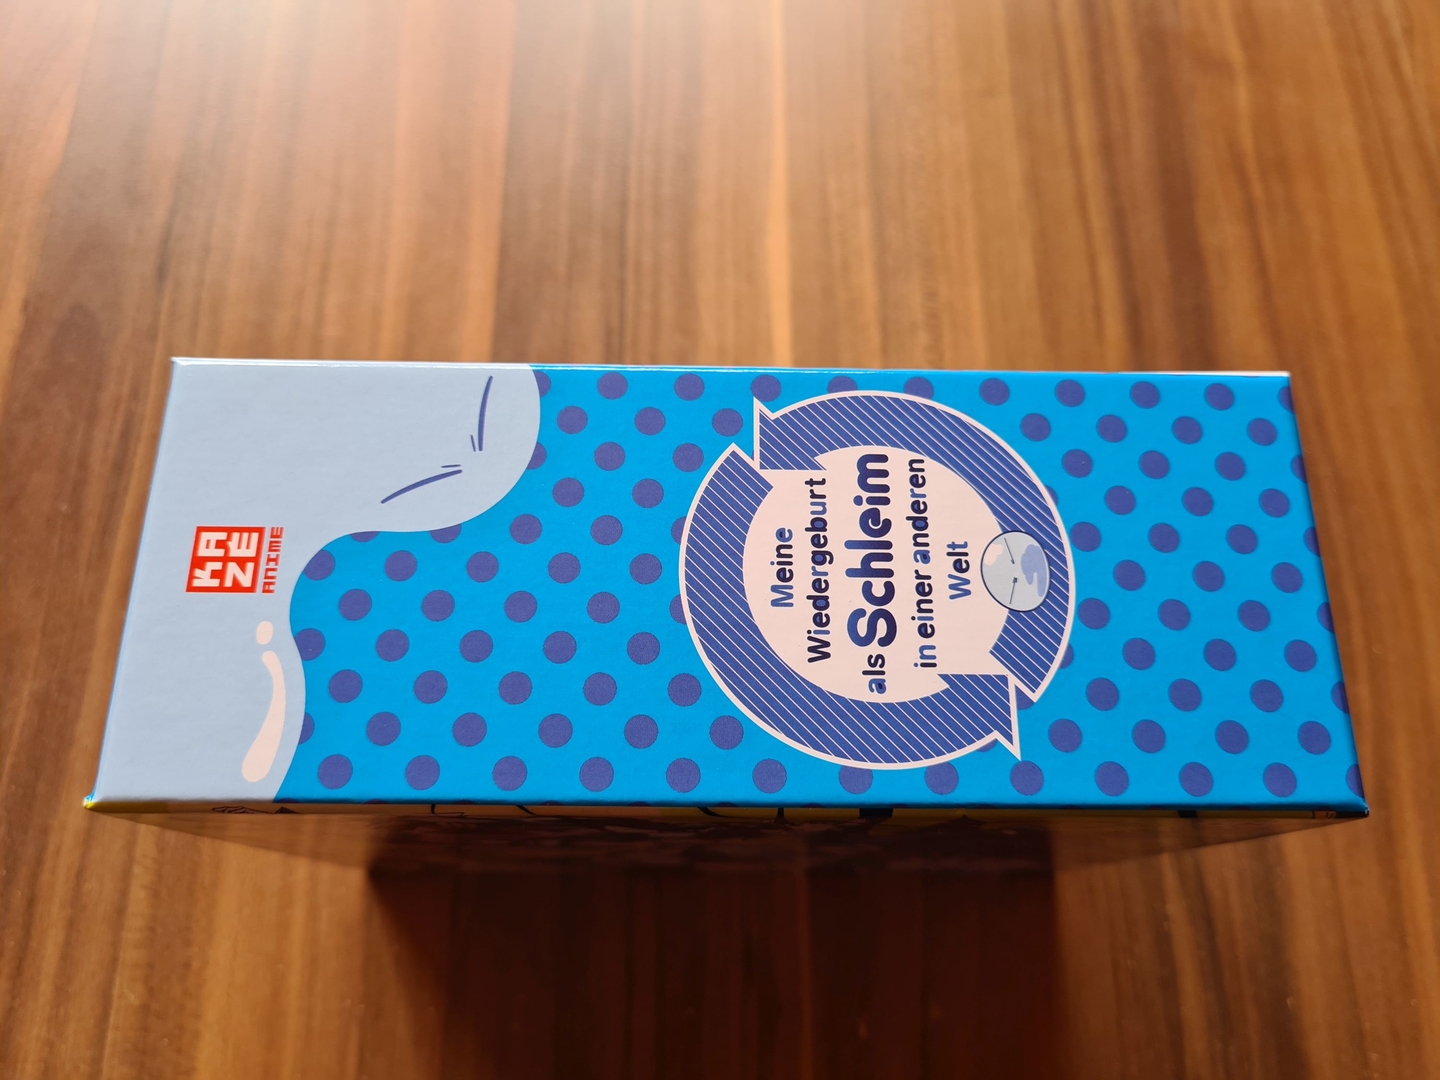 Meine
Wiedergeburt
als Schleim
in einer anderen
Welt
KA
ZE
ANIME